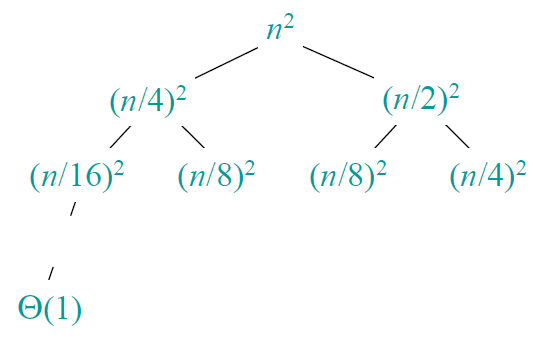 n²
(n/4)² (n/2)²
(n/16)² (n/8)² (n/8)² (n/4)²
Θ(1)